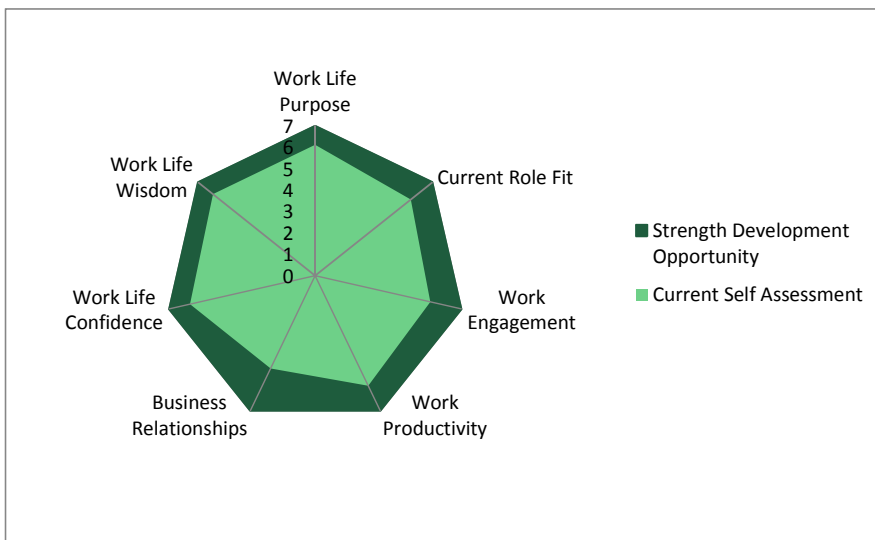 Work Life
Purpose
7
6
5
4
3
2
1
0
Current Role Fit
Work
Engagement
Work
Productivity
Business
Relationships
Work Life
Confidence
Work Life
Wisdom
Strength Development
Opportunity
Current Self Assessment